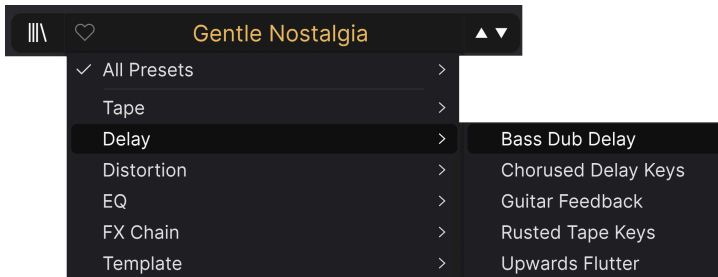 Gentle Nostalgia
All Presets
Tape
Delay
Distortion
EQ
FX Chain
Template
Bass Dub Delay
Chorused Delay Keys
Guitar Feedback
Rusted Tape Keys
Upwards Flutter